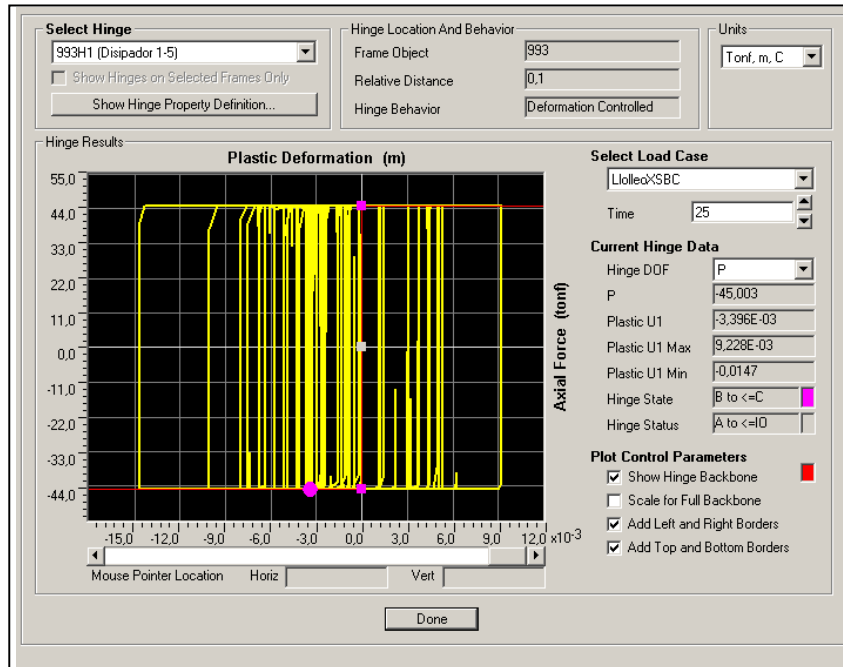 Select Hinge
993H1 (Disipador 1-5)
Show Hinges on Selected Frames Only
Show Hinge Property Definition...
Hinge Location And Behavior
Frame Object 993
Relative Distance 0,1
Hinge Behavior Deformation Controlled
Units
Tonf, m, C
Hinge Results
Plastic Deformation (m)
55,0
44,0
33,0
22,0
11,0
0,0
-11,0
-22,0
-33,0
-44,0
-15,0 -12,0 -9,0 -6,0 -3,0 0,0 3,0 6,0 9,0 12,0 x10-3
Axial Force (tonf)
Mouse Pointer Location Horiz Vert
Select Load Case
LlolleoXSBC
Time 25
Current Hinge Data
Hinge DOF P
P -45,003
Plastic U1 -3,396E-03
Plastic U1 Max 9,228E-03
Plastic U1 Min -0,0147
Hinge State B to <=C
Hinge Status A to <=IO
Plot Control Parameters
Show Hinge Backbone
Scale for Full Backbone
Add Left and Right Borders
Add Top and Bottom Borders
Done